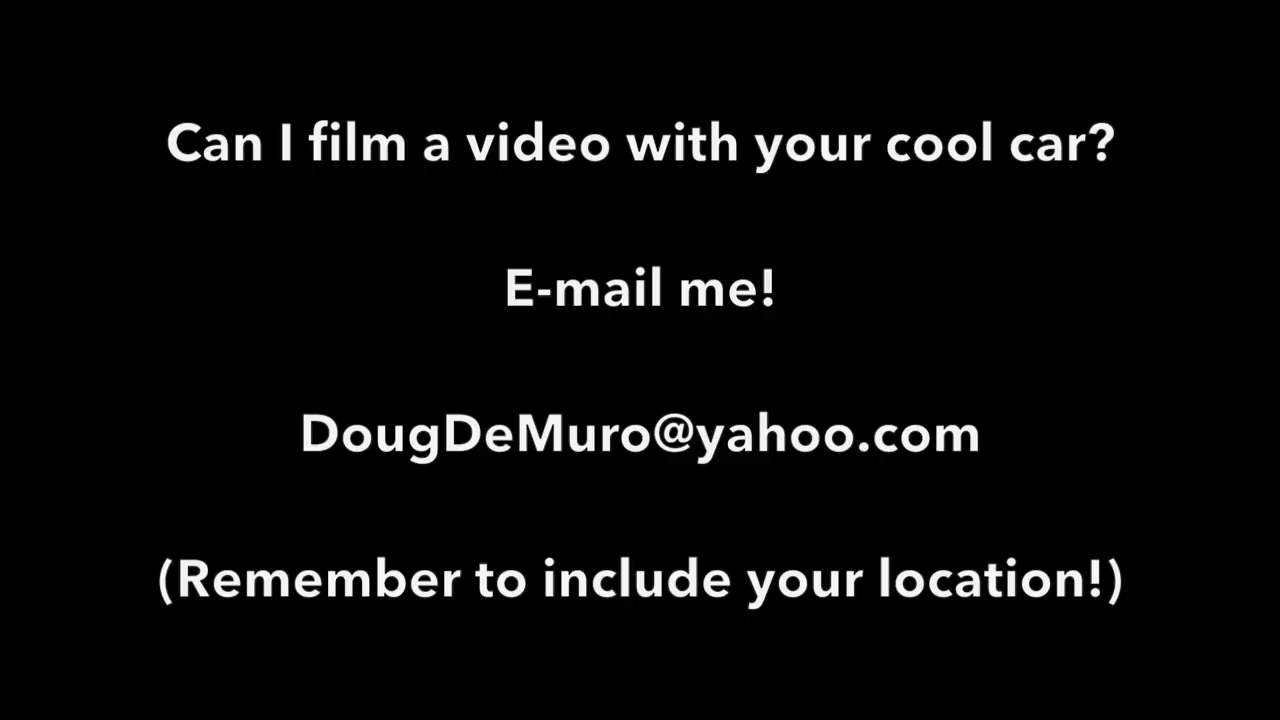 Can I film a video with your cool car?
E-mail me!
DougDeMuro@yahoo.com
(Remember to include your location!)